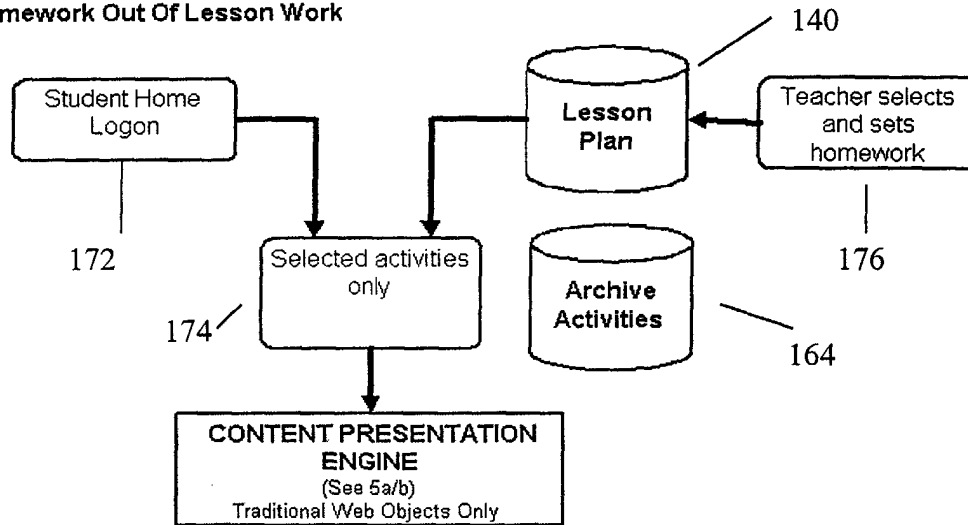 mework Out Of Lesson Work
140
Student Home
Logon
Lesson
Plan
Teacher selects
and sets
homework
172
176
Selected activities
only
174
Archive
Activities
164
CONTENT PRESENTATION
ENGINE
(See 5a/b)
Traditional Web Objects Only